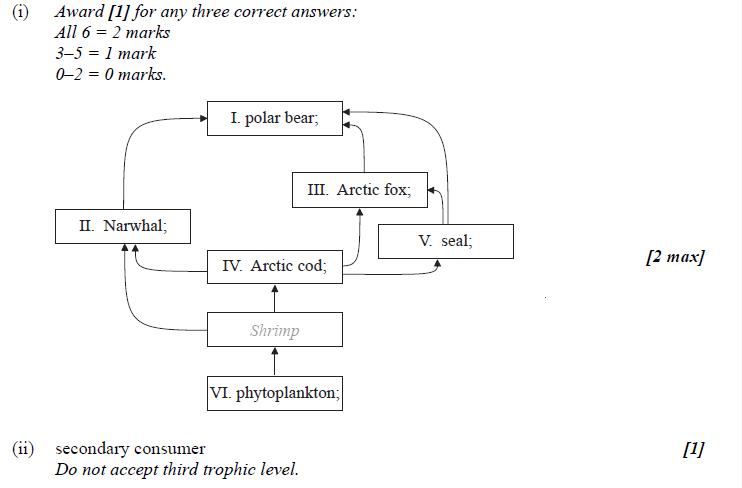 (i) Award [1] for any three correct answers:
All 6 = 2 marks
3–5 = 1 mark
0–2 = 0 marks.
I. polar bear;
III. Arctic fox;
II. Narwhal;
V. seal;
IV. Arctic cod;
[2 max]
Shrimp
VI. phytoplankton;
(ii) secondary consumer [1]
Do not accept third trophic level.